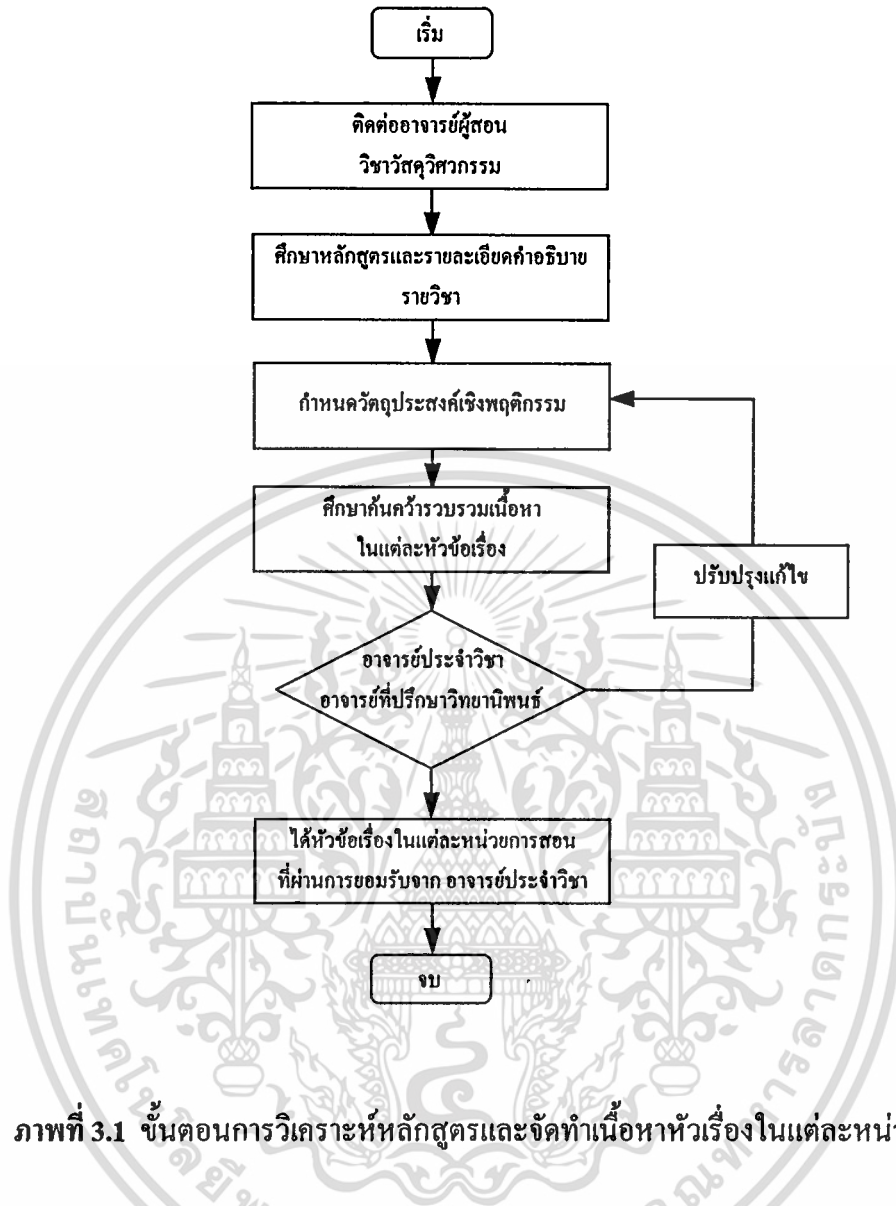 เริ่ม
ติดต่ออาจารย์ผู้สอน
วิชาวัสดุวิศวกรรม
ศึกษาหลักสูตรและรายละเอียดคำอธิบาย
รายวิชา
กำหนดวัตถุประสงค์เชิงพฤติกรรม
ศึกษาค้นคว้ารวบรวมเนื้อหา
ในแต่ละหัวข้อเรื่อง
ปรับปรุงแก้ไข
อาจารย์ประจำวิชา
อาจารย์ที่ปรึกษาวิทยานิพนธ์
ได้หัวข้อเรื่องในแต่ละหน่วยการสอน
ที่ผ่านการยอมรับจาก อาจารย์ประจำวิชา
จบ
ภาพที่ 3.1 ขั้นตอนการวิเคราะห์หลักสูตรและจัดทำเนื้อหาหัวเรื่องในแต่ละหน่